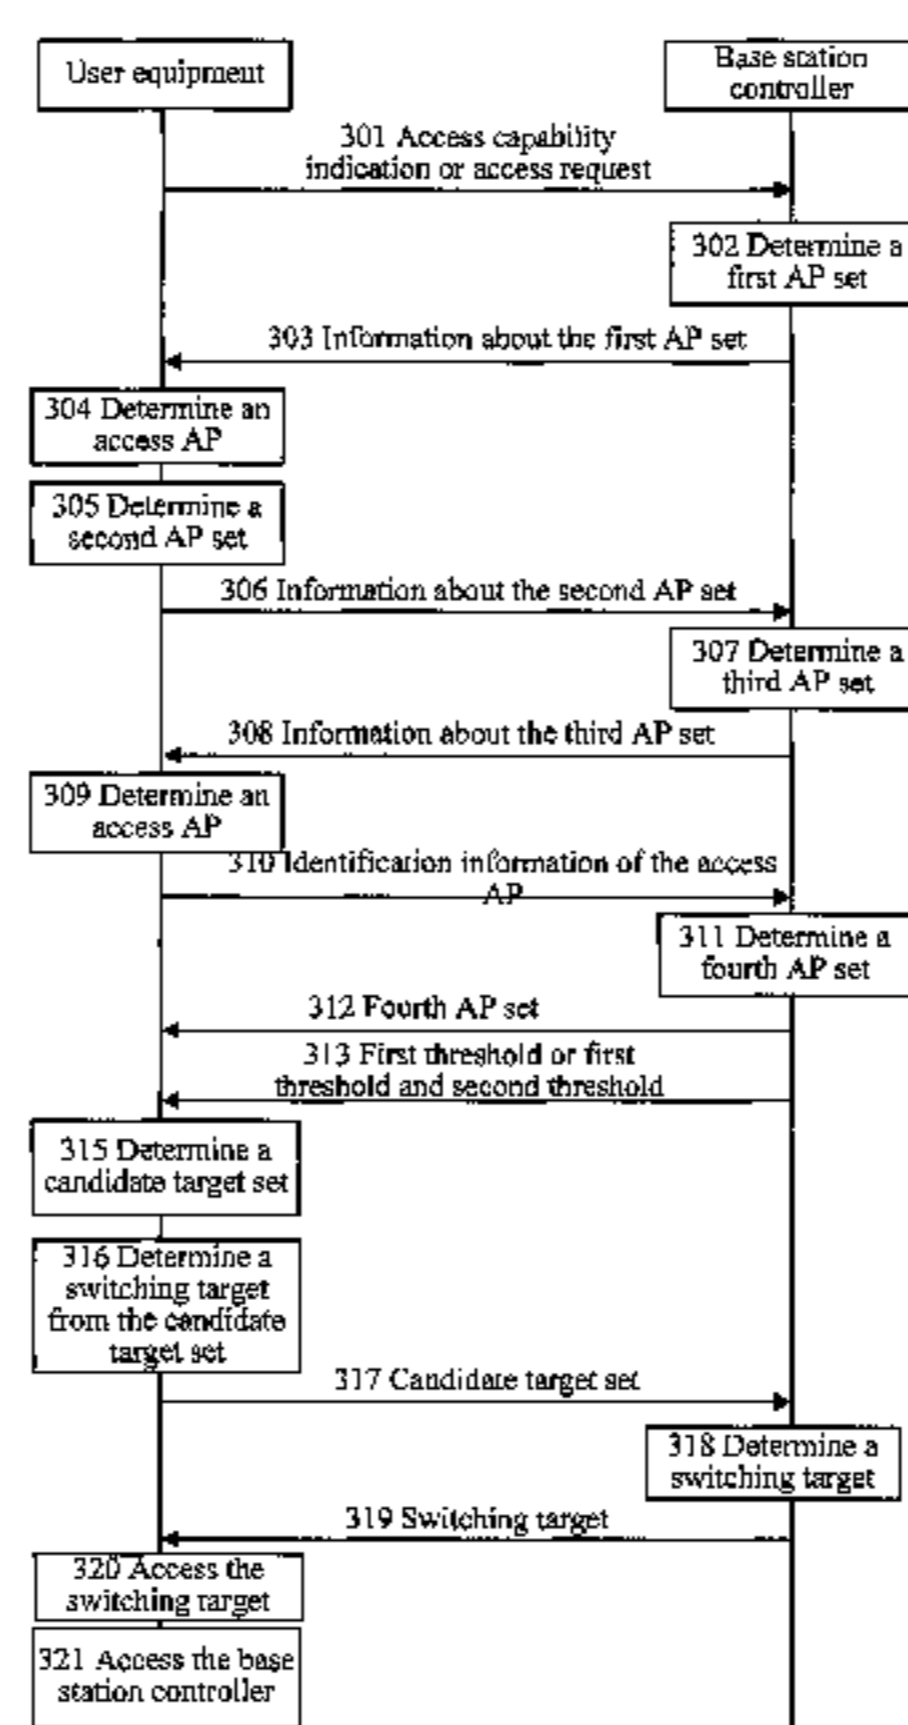 User equipment
Base station
controller
301 Access capability
indication or access request
302 Determine a
first AP set
303 Information about the first AP set
304 Determine an
access AP
305 Determine a
second AP set
306 Information about the second AP set
307 Determine a
third AP set
308 Information about the third AP set
309 Determine an
access AP
310 Identification information of the access
AP
311 Determine a
fourth AP set
312 Fourth AP set
313 First threshold or first
threshold and second threshold
315 Determine a
candidate target set
316 Determine a
switching target
from the candidate
target set
317 Candidate target set
318 Determine a
switching target
319 Switching target
320 Access the
switching target
321 Access the base
station controller